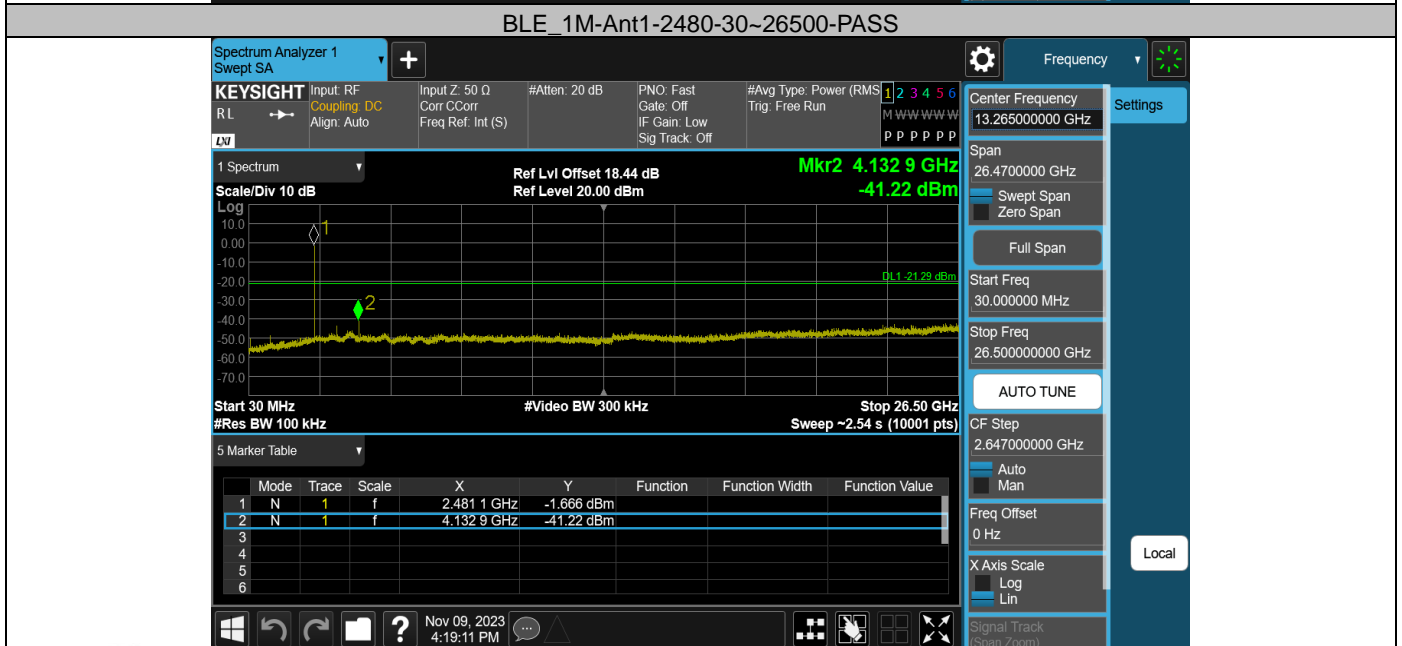 BLE_1M-Ant1-2480-30~26500-PASS
Spectrum Analyzer 1
Swept SA
Frequency
KEYSIGHT
RL
LXI
Input: RF
Coupling: DC
Align: Auto
Input Z: 50 Ω
Corr CCorr
Freq Ref: Int (S)
#Atten: 20 dB
PNO: Fast
Gate: Off
IF Gain: Low
Sig Track: Off
#Avg Type: Power (RMS
Trig: Free Run
1 2 3 4 5 6
M W W W W W
P P P P P P
1 Spectrum
Scale/Div 10 dB
Ref Lvl Offset 18.44 dB
Ref Level 20.00 dBm
Mkr2 4.132 9 GHz
-41.22 dBm
Log
10.0
0.00
-10.0
-20.0
-30.0
-40.0
-50.0
-60.0
-70.0
1
2
DL1 -21.29 dBm
Start 30 MHz
#Video BW 300 kHz
Stop 26.50 GHz
#Res BW 100 kHz
Sweep ~2.54 s (10001 pts)
5 Marker Table
Mode Trace Scale X Y Function Function Width Function Value
1 N 1 f 2.481 1 GHz -1.666 dBm
2 N 1 f 4.132 9 GHz -41.22 dBm
3
4
5
6
Nov 09, 2023
4:19:11 PM
Center Frequency
13.265000000 GHz
Settings
Span
26.4700000 GHz
Swept Span
Zero Span
Full Span
Start Freq
30.000000 MHz
Stop Freq
26.500000000 GHz
AUTO TUNE
CF Step
2.647000000 GHz
Auto
Man
Freq Offset
0 Hz
X Axis Scale
Log
Lin
Local
Signal Track
(Span Zoom)